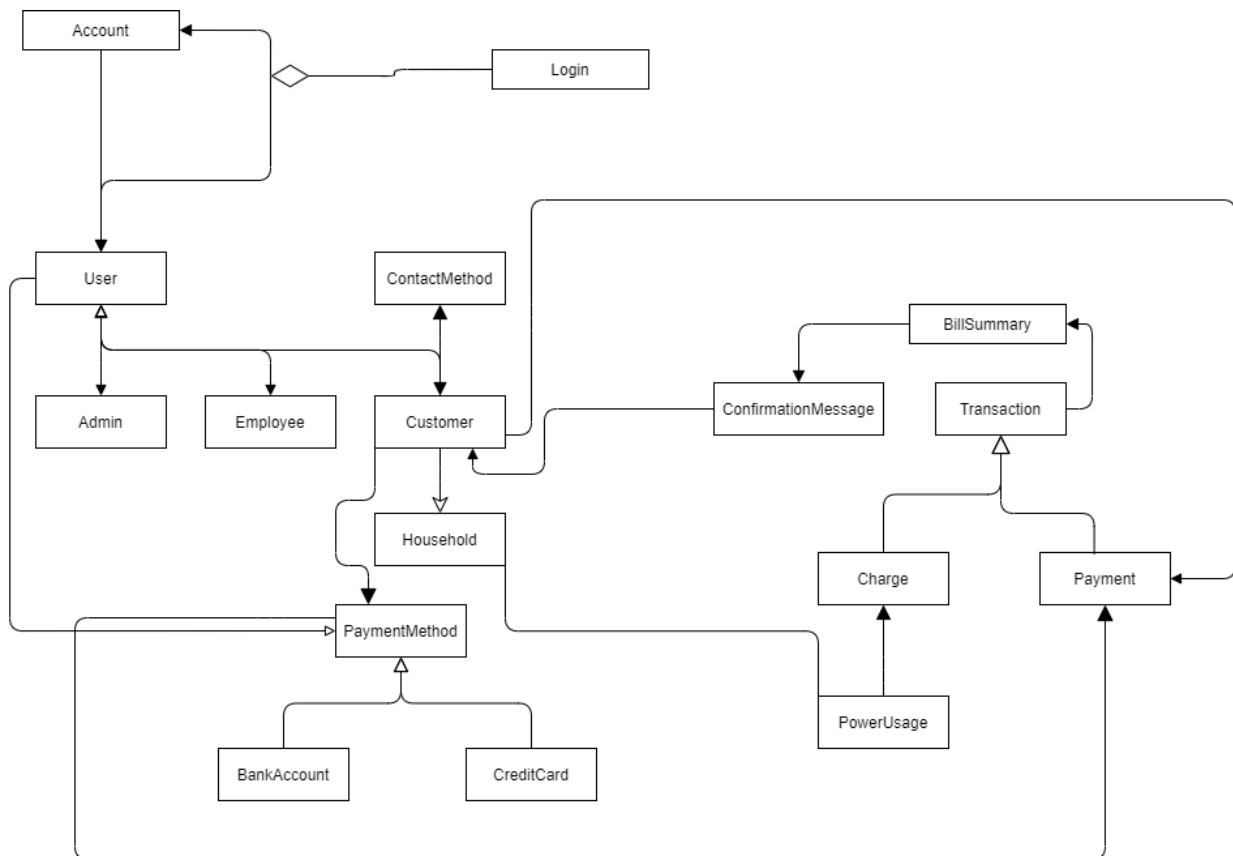 Account
Login
User
ContactMethod
BillSummary
Admin
Employee
Customer
ConfirmationMessage
Transaction
Household
Charge
Payment
PaymentMethod
PowerUsage
BankAccount
CreditCard